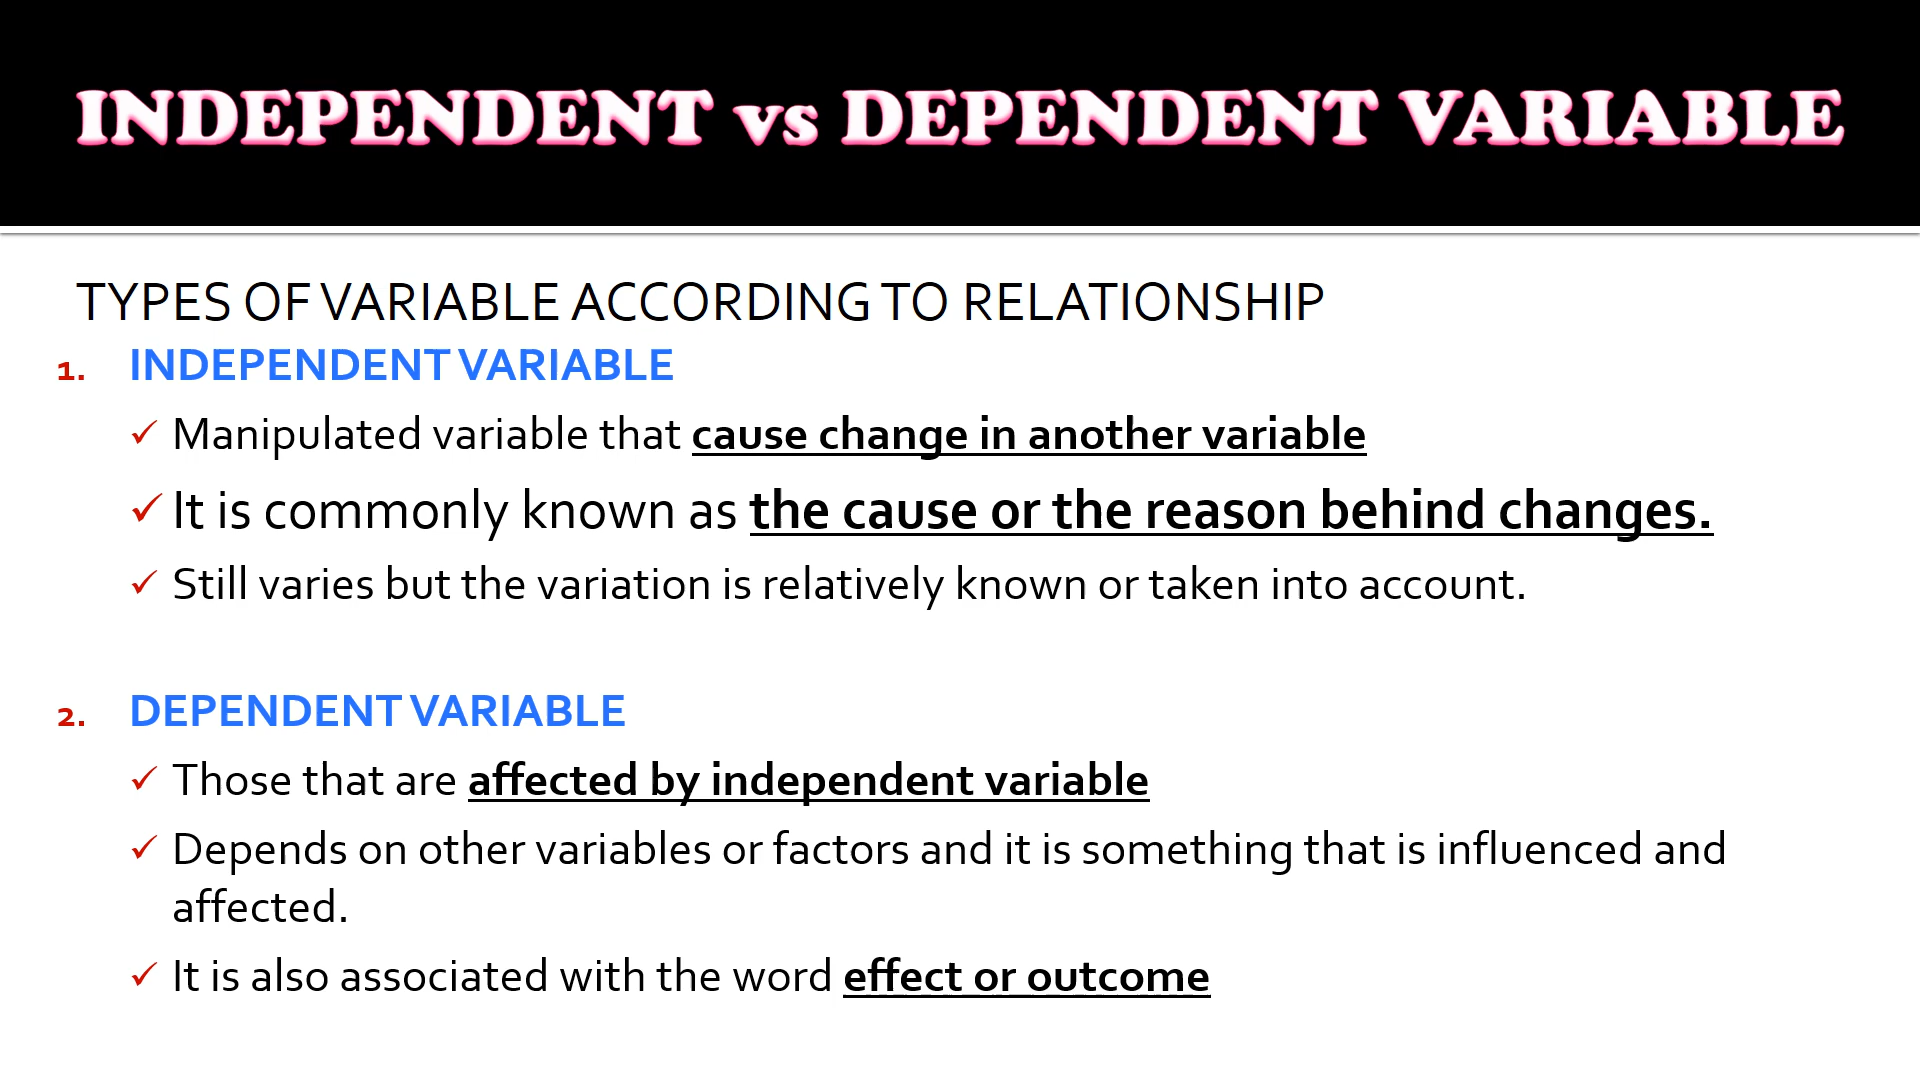 INDEPENDENT vs DEPENDENT VARIABLE
TYPES OF VARIABLE ACCORDING TO RELATIONSHIP
1. INDEPENDENT VARIABLE
✓ Manipulated variable that cause change in another variable
✓ It is commonly known as the cause or the reason behind changes.
✓ Still varies but the variation is relatively known or taken into account.
2. DEPENDENT VARIABLE
✓ Those that are affected by independent variable
✓ Depends on other variables or factors and it is something that is influenced and
affected.
✓ It is also associated with the word effect or outcome